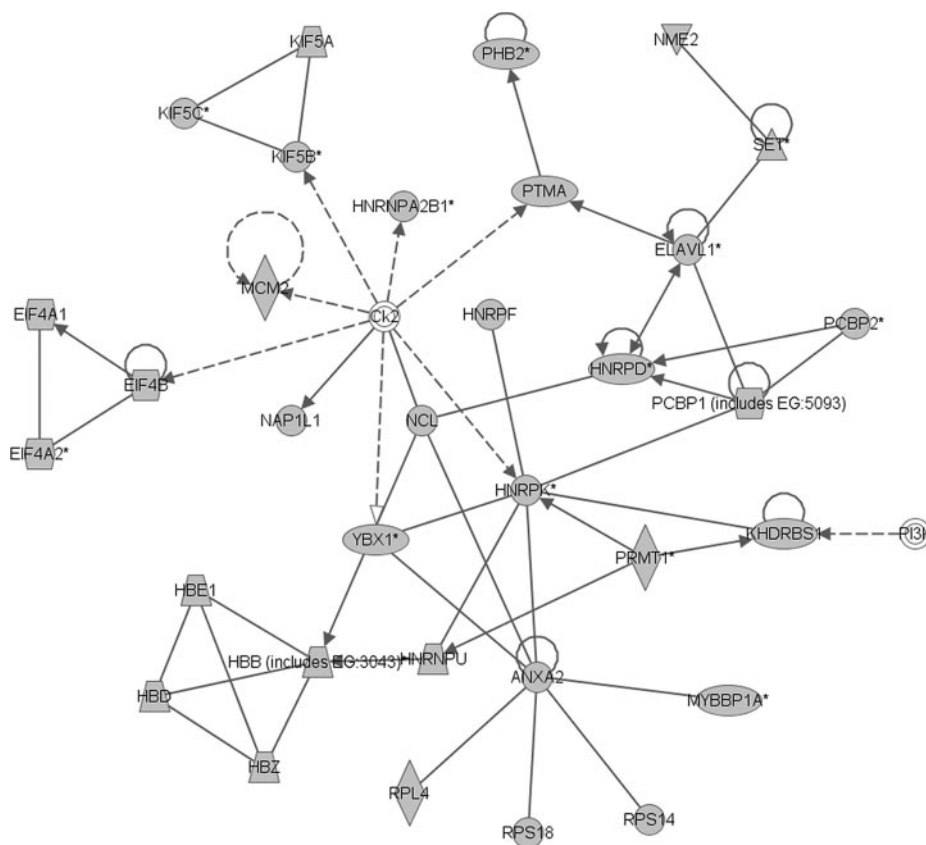 KIF5A
PHB2*
NME2
KIF5C*
SET*
KIF5B*
PTMA
HNRNPA2B1*
ELAVL1*
MCM2
EIF4A1
Ck2
HNRPF
PCBP2*
HNRPD*
EIF4B
PCBP1 (includes EG:5093)
NAP1L1
NCL
EIF4A2*
HNRPK*
YBX1*
KHDRBS1
PI3K
PRMT1*
HBE1
HBB (includes EG:3043)
HNRNPU
ANXA2
HBD
MYBBP1A*
HBZ
RPL4
RPS14
RPS18